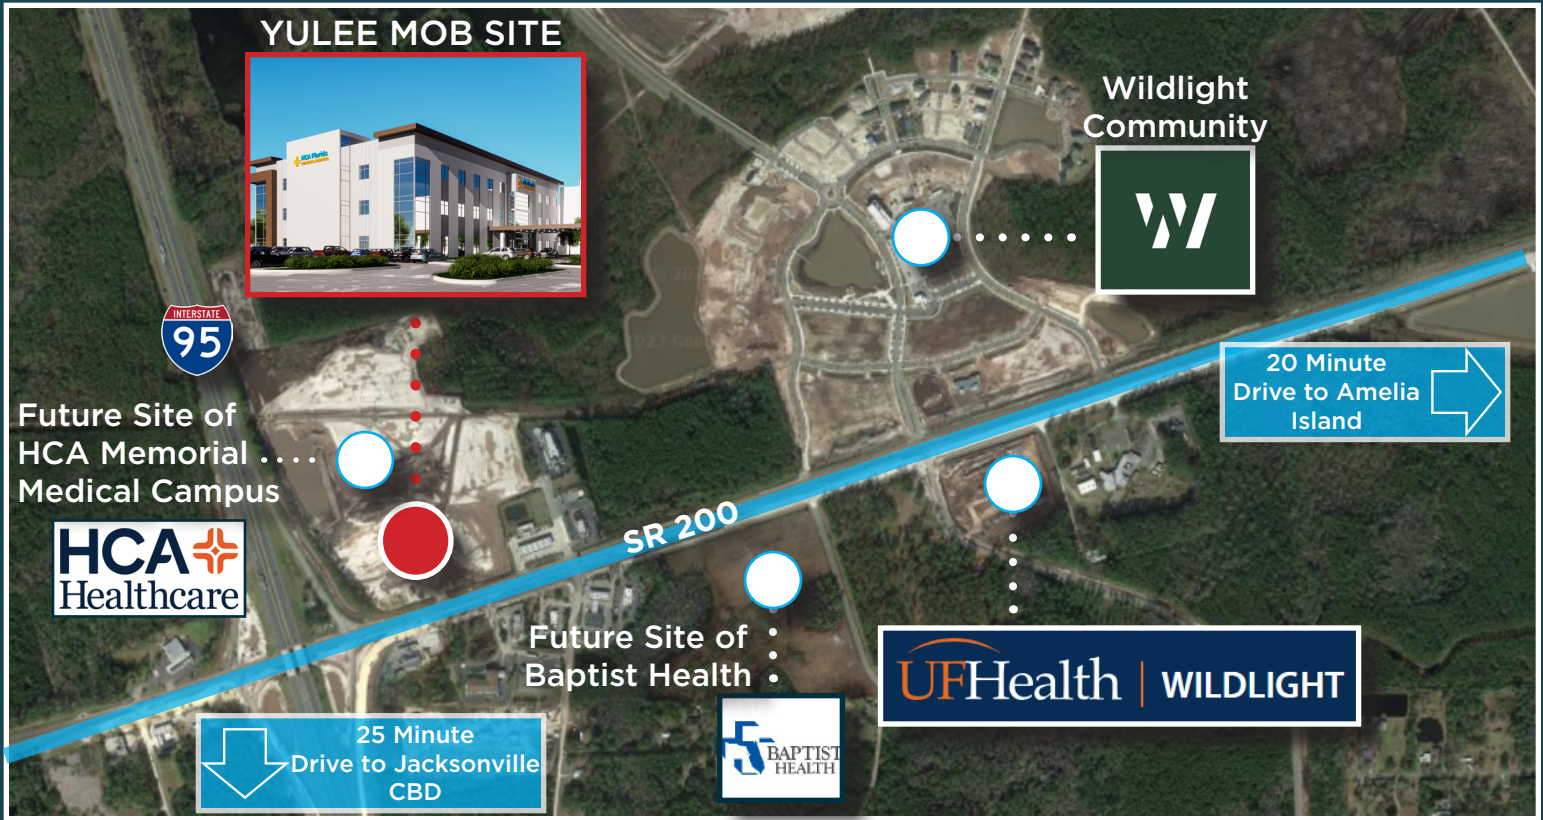 YULEE MOB SITE
HCA Florida
Wildlight
Community
W
INTERSTATE
95
Future Site of
HCA Memorial
Medical Campus
HCA
Healthcare
20 Minute
Drive to Amelia
Island
SR 200
Future Site of
Baptist Health
BAPTIST
HEALTH
UFHealth | WILDLIGHT
25 Minute
Drive to Jacksonville
CBD